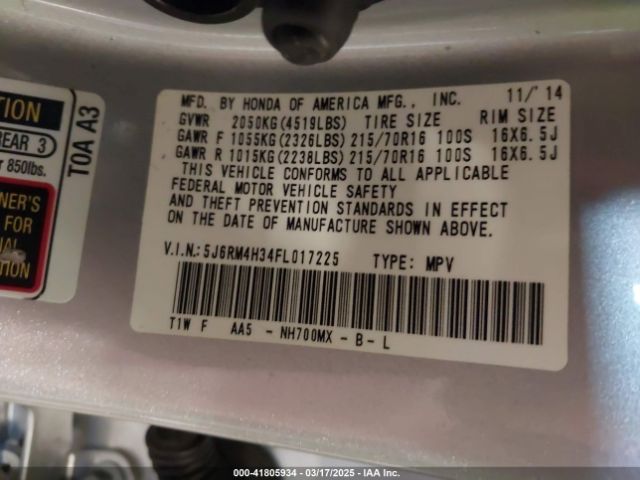 MFD. BY HONDA OF AMERICA MFG., INC. 11/'14
GVWR 2050KG(4519LBS) TIRE SIZE RIM SIZE
GAWR F 1055KG(2326LBS) 215/70R16 100S 16X6.5J
GAWR R 1015KG(2238LBS) 215/70R16 100S 16X6.5J
THIS VEHICLE CONFORMS TO ALL APPLICABLE
FEDERAL MOTOR VEHICLE SAFETY
AND THEFT PREVENTION STANDARDS IN EFFECT
ON THE DATE OF MANUFACTURE SHOWN ABOVE.
V.I.N.: 5J6RM4H34FL017225 TYPE: MPV
T1W F AA5 - NH700MX - B - L
TION
REAR 3
r 850lbs.
T0A A3
NER'S
FOR
TION
000-41805934 - 03/17/2025 - IAA Inc.